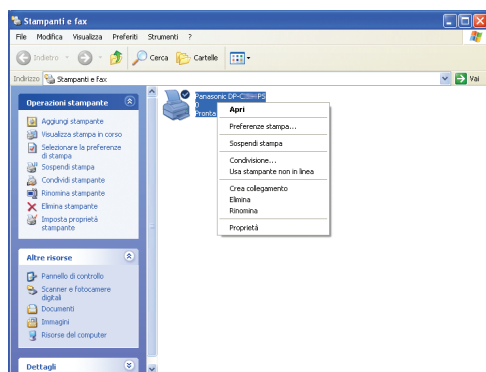 Stampanti e fax
File Modifica Visualizza Preferiti Strumenti ?
Indietro Cerca Cartelle
Indirizzo Stampanti e fax Vai
Operazioni stampante
Aggiungi stampante
Visualizza stampa in corso
Selezionare la preferenze
di stampa
Sospendi stampa
Condividi stampante
Rinomina stampante
Elimina stampante
Imposta proprietà
stampante
Altre risorse
Pannello di controllo
Scanner e fotocamere
digitali
Documenti
Immagini
Risorse del computer
Dettagli
Panasonic DP-C PS
0
Pronta
Apri
Preferenze stampa...
Sospendi stampa
Condivisione...
Usa stampante non in linea
Crea collegamento
Elimina
Rinomina
Proprietà